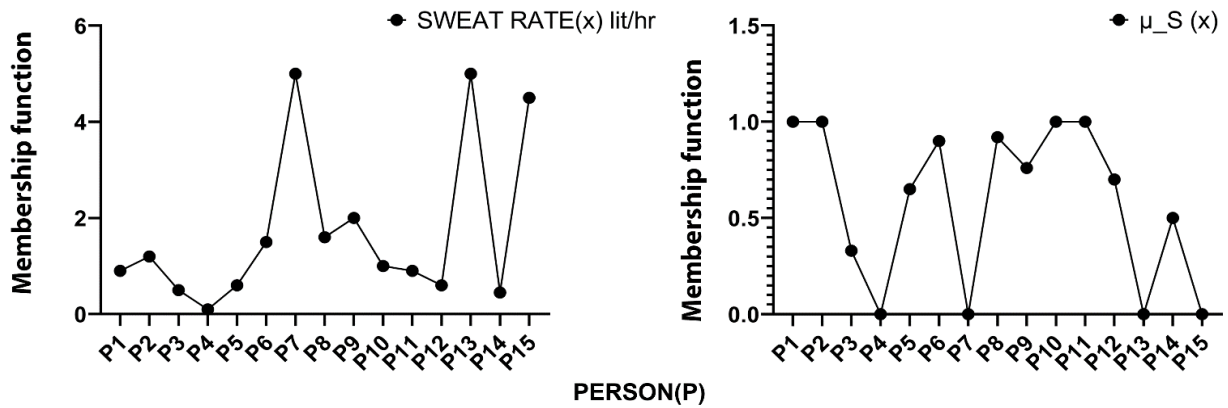 SWEAT RATE(x) lit/hr
Membership function
6
4
2
0
P1 P2 P3 P4 P5 P6 P7 P8 P9 P10 P11 P12 P13 P14 P15
μ_S (x)
Membership function
1.5
1.0
0.5
0.0
P1 P2 P3 P4 P5 P6 P7 P8 P9 P10 P11 P12 P13 P14 P15
PERSON(P)